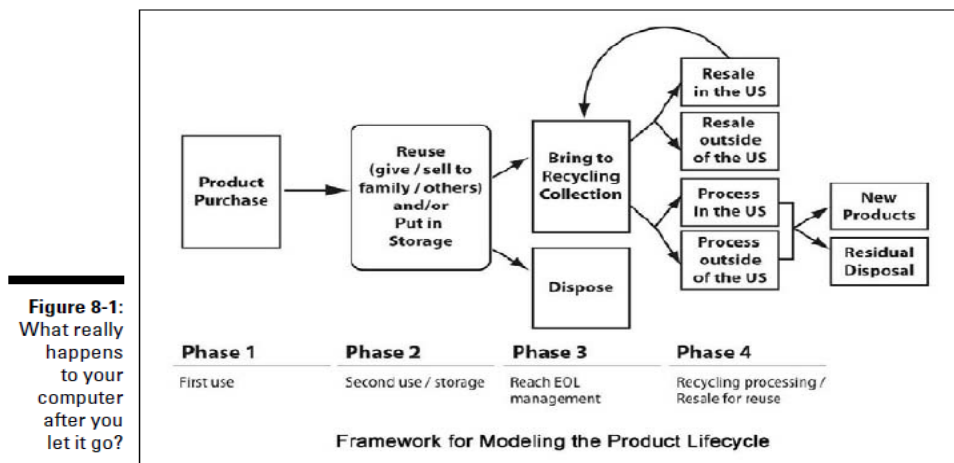 Product
Purchase
Reuse
(give / sell to
family / others)
and/or
Put in
Storage
Bring to
Recycling
Collection
Dispose
Resale
in the US
Resale
outside
of the US
Process
in the US
Process
outside
of the US
New
Products
Residual
Disposal
Phase 1
First use
Phase 2
Second use / storage
Phase 3
Reach EOL
management
Phase 4
Recycling processing /
Resale for reuse
Framework for Modeling the Product Lifecycle
Figure 8-1:
What really
happens
to your
computer
after you
let it go?